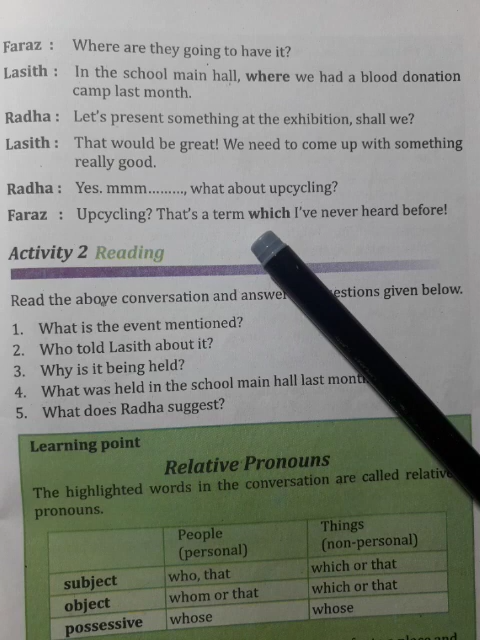 Faraz : Where are they going to have it?
Lasith : In the school main hall, where we had a blood donation
camp last month.
Radha : Let's present something at the exhibition, shall we?
Lasith : That would be great! We need to come up with something
really good.
Radha : Yes. mmm........., what about upcycling?
Faraz : Upcycling? That's a term which I've never heard before!
Activity 2 Reading
Read the above conversation and given below.
1. What is the event mentioned?
2. Who told Lasith about it?
3. Why is it being held?
4. What was held in the school main hall last
5. What does Radha suggest?
Learning point
Relative Pronouns
The highlighted words in the conversation are called relative
pronouns.
People Things
(personal) (non-personal)
subject who, that which or that
object whom or that which or that
possessive whose whose